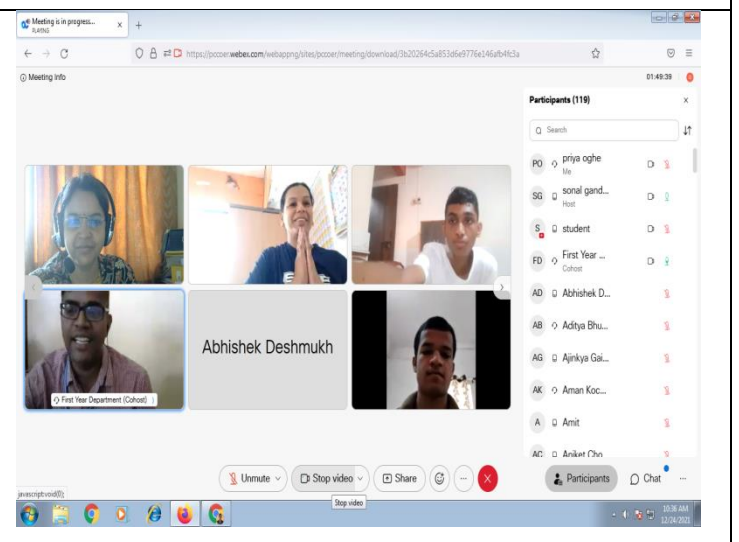 Meeting is in progress...
PLAYING
https://pccoer.webex.com/webappng/sites/pccoer/meeting/download/3b20264c5a853d6e9776e146afb4fc3a
Meeting Info
01:49:39
Participants (119)
Search
PO priya oghe
Me
SG sonal gand...
Host
S student
FD First Year ...
Cohost
AD Abhishek D...
AB Aditya Bhu...
AG Ajinkya Gai...
AK Aman Koc...
A Amit
AC Aniket Cho
Abhishek Deshmukh
First Year Department (Cohost)
Unmute
Stop video
Share
Participants
Chat
javascript:void(0);
Stop video
10:36 AM
12/24/2021